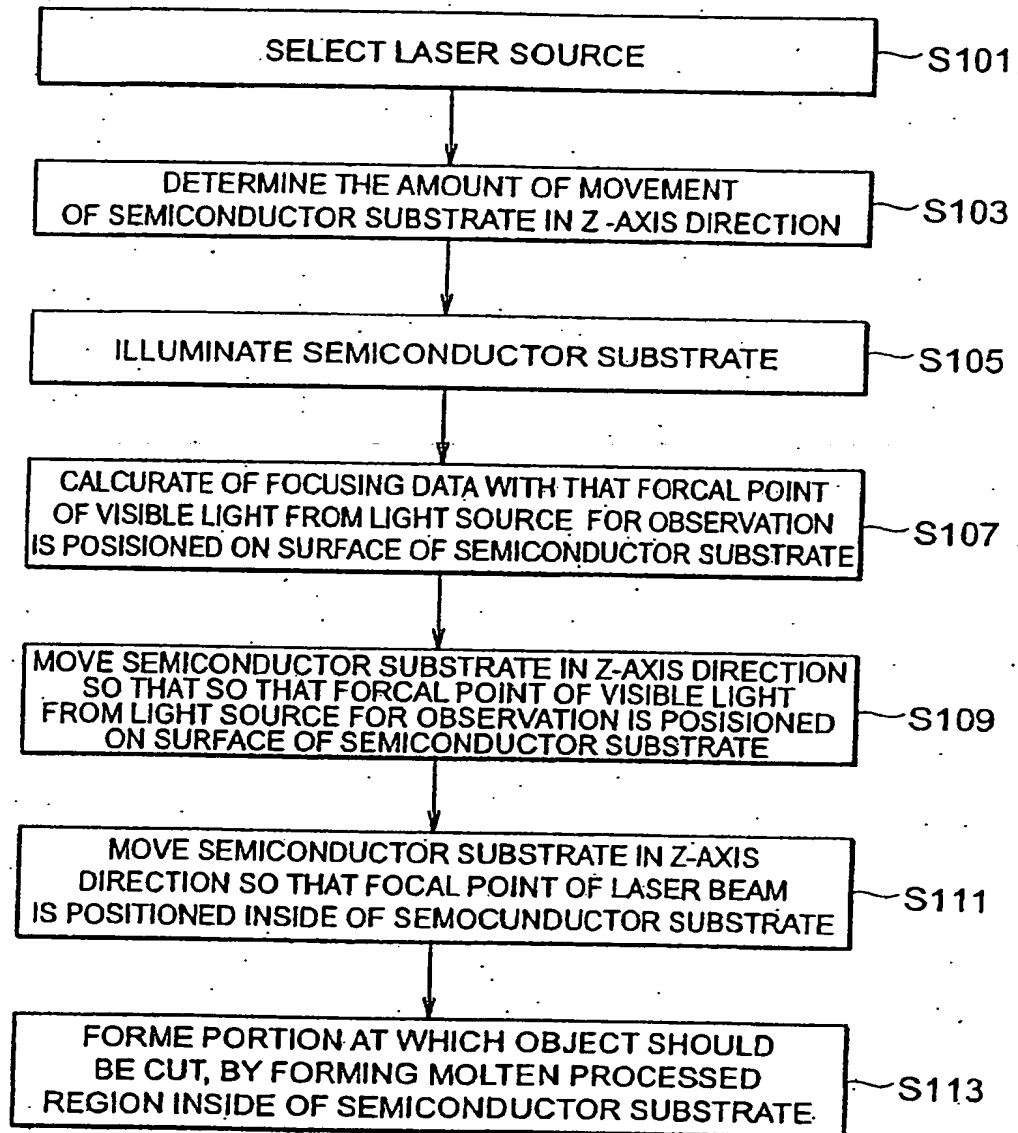 SELECT LASER SOURCE
S101
DETERMINE THE AMOUNT OF MOVEMENT
OF SEMICONDUCTOR SUBSTRATE IN Z -AXIS DIRECTION
S103
ILLUMINATE SEMICONDUCTOR SUBSTRATE
S105
CALCURATE OF FOCUSING DATA WITH THAT FORCAL POINT
OF VISIBLE LIGHT FROM LIGHT SOURCE FOR OBSERVATION
IS POSISIONED ON SURFACE OF SEMICONDUCTOR SUBSTRATE
S107
MOVE SEMICONDUCTOR SUBSTRATE IN Z-AXIS DIRECTION
SO THAT SO THAT FORCAL POINT OF VISIBLE LIGHT
FROM LIGHT SOURCE FOR OBSERVATION IS POSISIONED
ON SURFACE OF SEMICONDUCTOR SUBSTRATE
S109
MOVE SEMICONDUCTOR SUBSTRATE IN Z-AXIS
DIRECTION SO THAT FOCAL POINT OF LASER BEAM
IS POSITIONED INSIDE OF SEMOCUNDUCTOR SUBSTRATE
S111
FORME PORTION AT WHICH OBJECT SHOULD
BE CUT, BY FORMING MOLTEN PROCESSED
REGION INSIDE OF SEMICONDUCTOR SUBSTRATE
S113